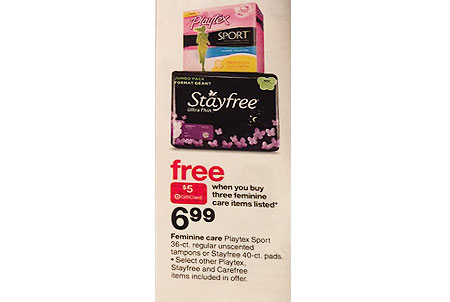 Playtex
SPORT
JUMBO PACK
FORMAT GÉANT
Stayfree
Ultra Thin
free
$5
GiftCard
when you buy
three feminine
care items listed*
6.99
Feminine care Playtex Sport
36-ct. regular unscented
tampons or Stayfree 40-ct. pads.
• Select other Playtex,
Stayfree and Carefree
items included in offer.